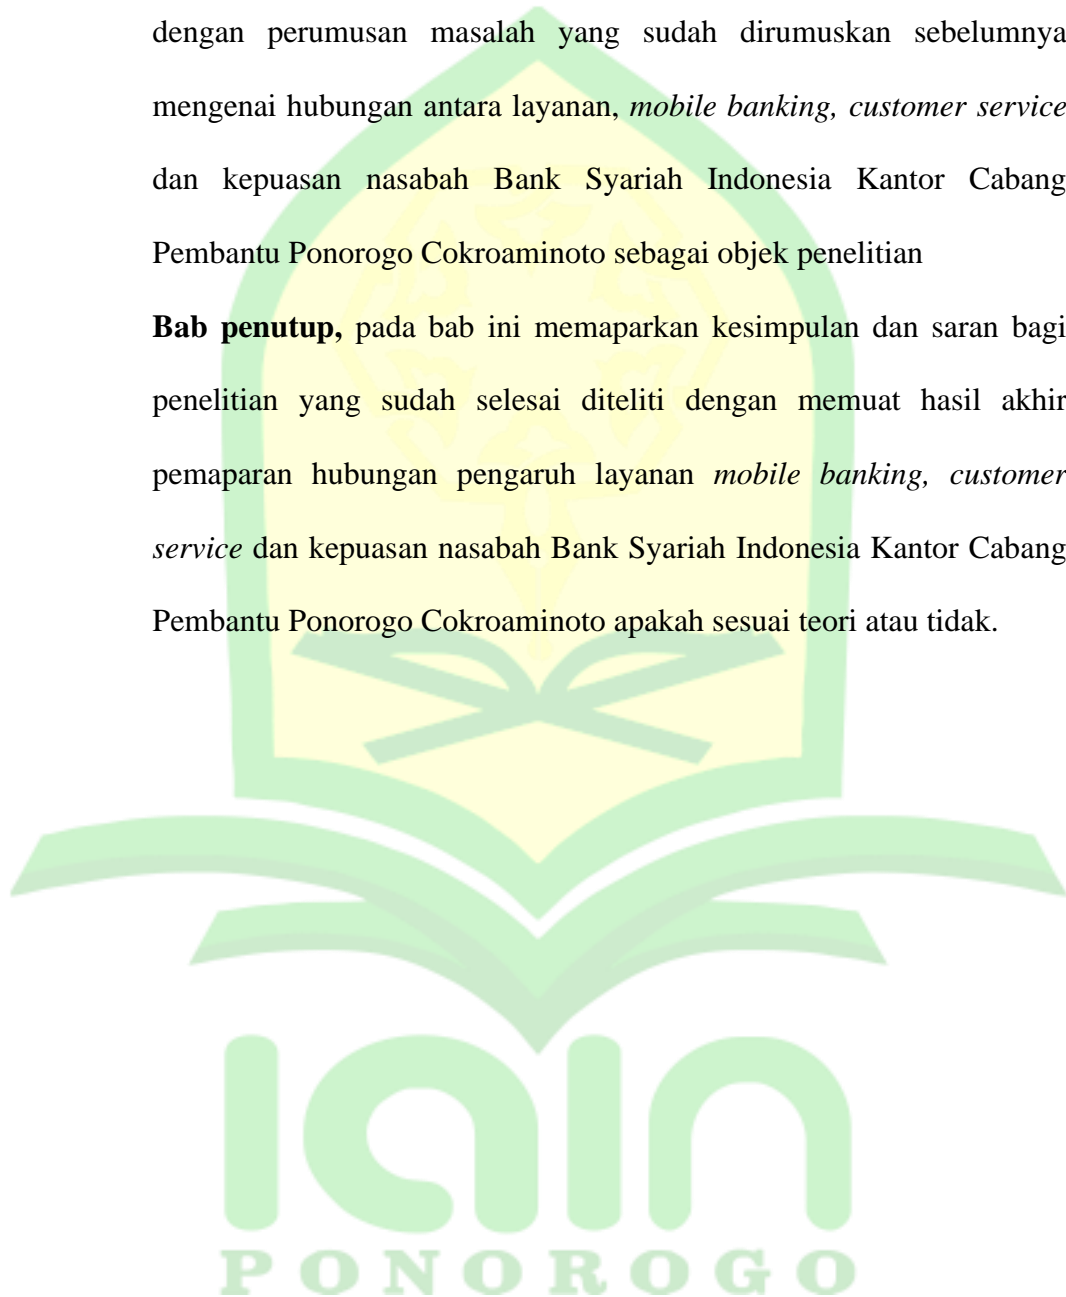 dengan perumusan masalah yang sudah dirumuskan sebelumnya
mengenai hubungan antara layanan, mobile banking, customer service
dan kepuasan nasabah Bank Syariah Indonesia Kantor Cabang
Pembantu Ponorogo Cokroaminoto sebagai objek penelitian
Bab penutup, pada bab ini memaparkan kesimpulan dan saran bagi
penelitian yang sudah selesai diteliti dengan memuat hasil akhir
pemaparan hubungan pengaruh layanan mobile banking, customer
service dan kepuasan nasabah Bank Syariah Indonesia Kantor Cabang
Pembantu Ponorogo Cokroaminoto apakah sesuai teori atau tidak.
IAIN
PONOROGO